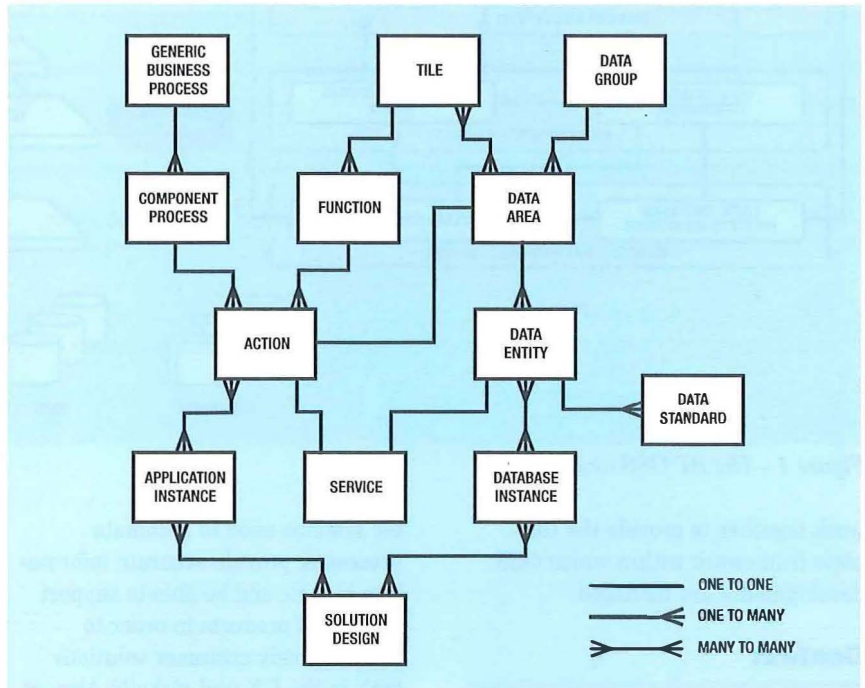 GENERIC
BUSINESS
PROCESS
TILE
DATA
GROUP
COMPONENT
PROCESS
FUNCTION
DATA
AREA
ACTION
DATA
ENTITY
DATA
STANDARD
APPLICATION
INSTANCE
SERVICE
DATABASE
INSTANCE
SOLUTION
DESIGN
ONE TO ONE
ONE TO MANY
MANY TO MANY